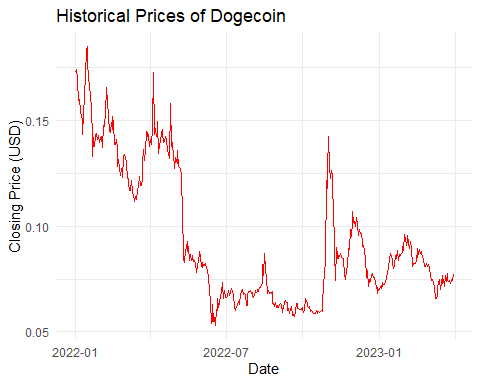 Historical Prices of Dogecoin
Closing Price (USD)
0.15
0.10
0.05
2022-01
2022-07
2023-01
Date